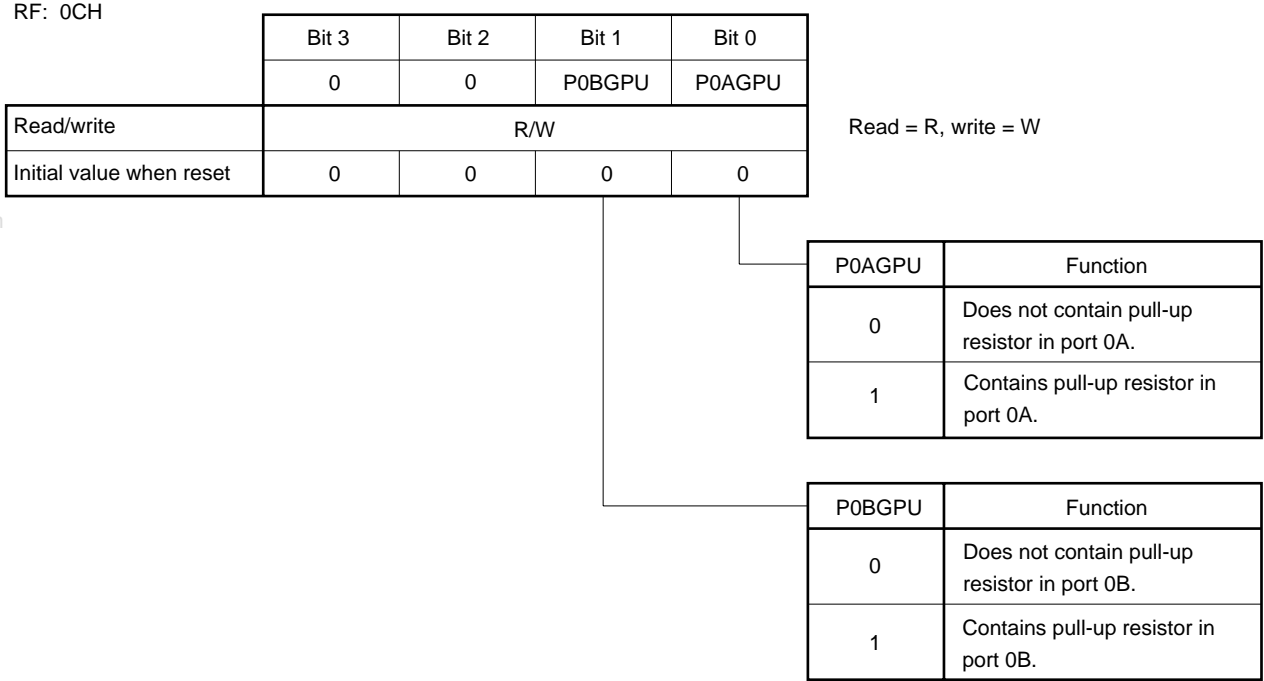 RF: 0CH
Bit 3 Bit 2 Bit 1 Bit 0
0 0 P0BGPU P0AGPU
Read/write R/W Read = R, write = W
Initial value when reset 0 0 0 0
P0AGPU Function
0 Does not contain pull-up
resistor in port 0A.
1 Contains pull-up resistor in
port 0A.
P0BGPU Function
0 Does not contain pull-up
resistor in port 0B.
1 Contains pull-up resistor in
port 0B.